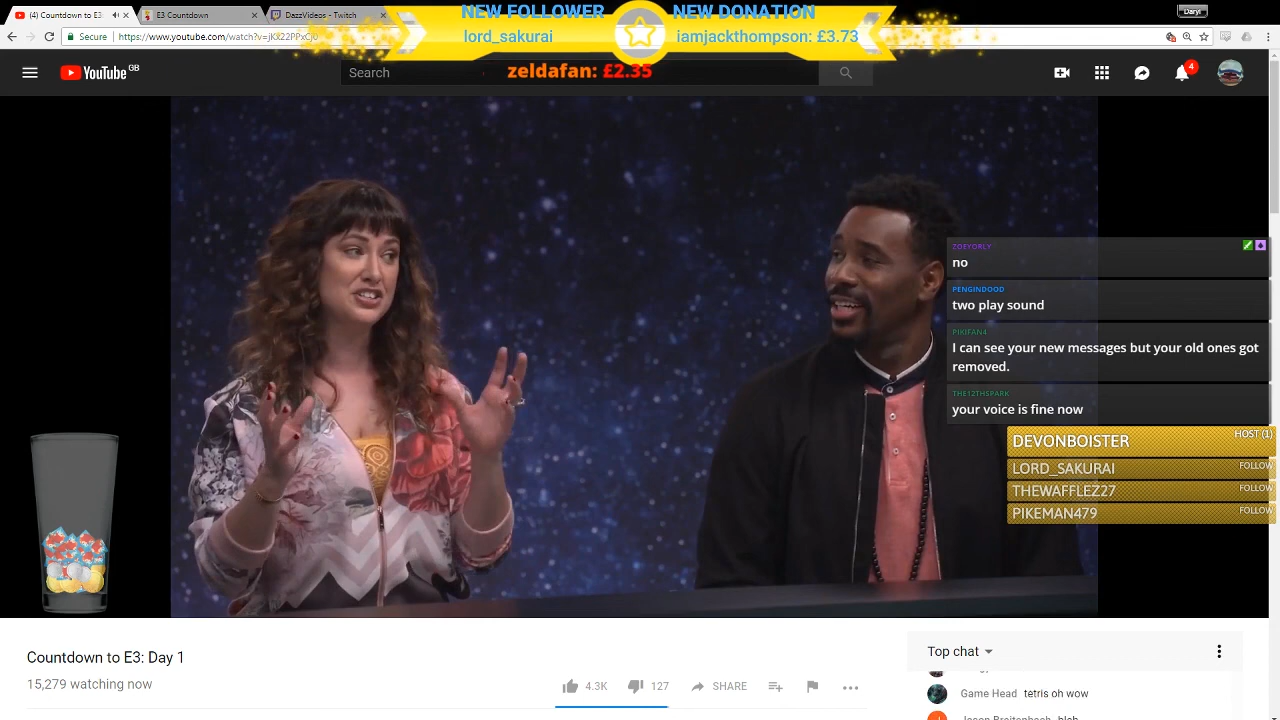 NEW FOLLOWER
NEW DONATION
lord_sakurai
iamjackthompson: £3.73
(4) Countdown to E3:
E3 Countdown
DazzVideos - Twitch
Daryl
Secure
https://www.youtube.com/watch?v=
YouTube GB
Search
zeldafan: £2.35
4
ZOEYORLY
no
PENGINDOOD
two play sound
PIKIFAN4
I can see your new messages but your old ones got
removed.
THE12THSPARK
your voice is fine now
DEVONBOISTER
HOST (1)
LORD_SAKURAI
FOLLOW
THEWAFFLEZ27
FOLLOW
PIKEMAN479
FOLLOW
Countdown to E3: Day 1
15,279 watching now
4.3K
127
SHARE
Top chat
Game Head tetris oh wow